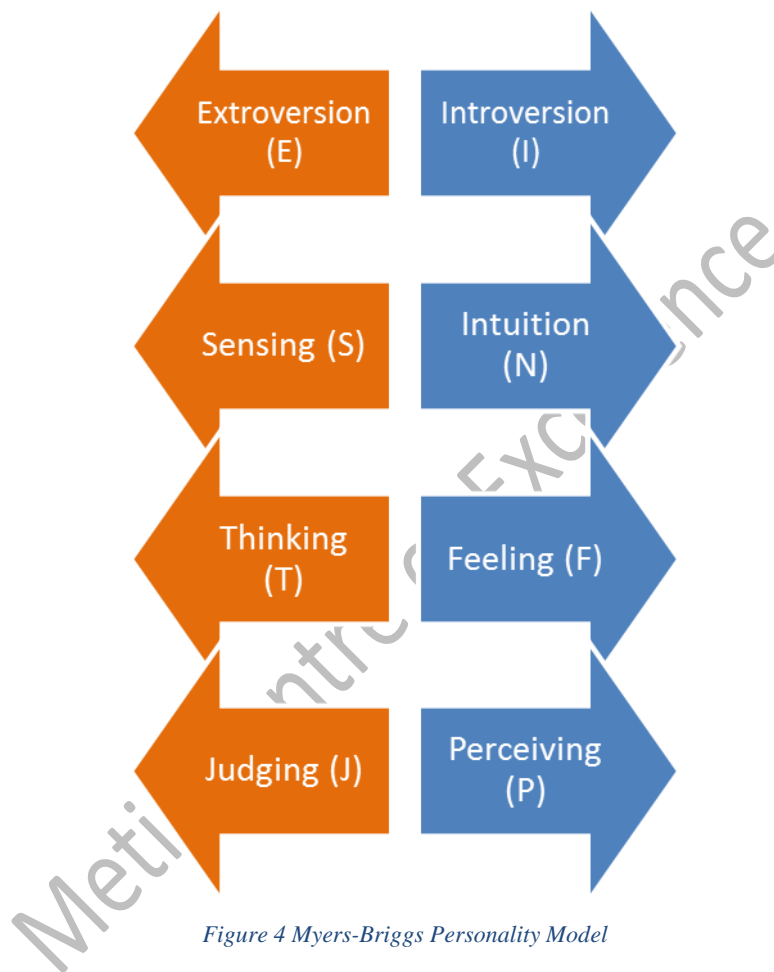 Extroversion
(E)
Introversion
(I)
Sensing (S)
Intuition
(N)
Thinking
(T)
Feeling (F)
Judging (J)
Perceiving
(P)
Figure 4 Myers-Briggs Personality Model